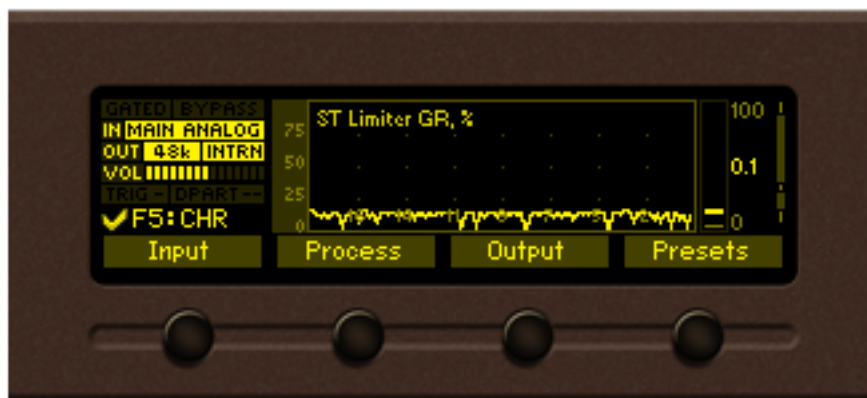 GATED BYPASS
IN MAIN ANALOG
OUT 48k INTRN
VOL
TRIG - DPART --
F5: CHR
ST Limiter GR, %
75
50
25
0
100
0.1
0
Input Process Output Presets